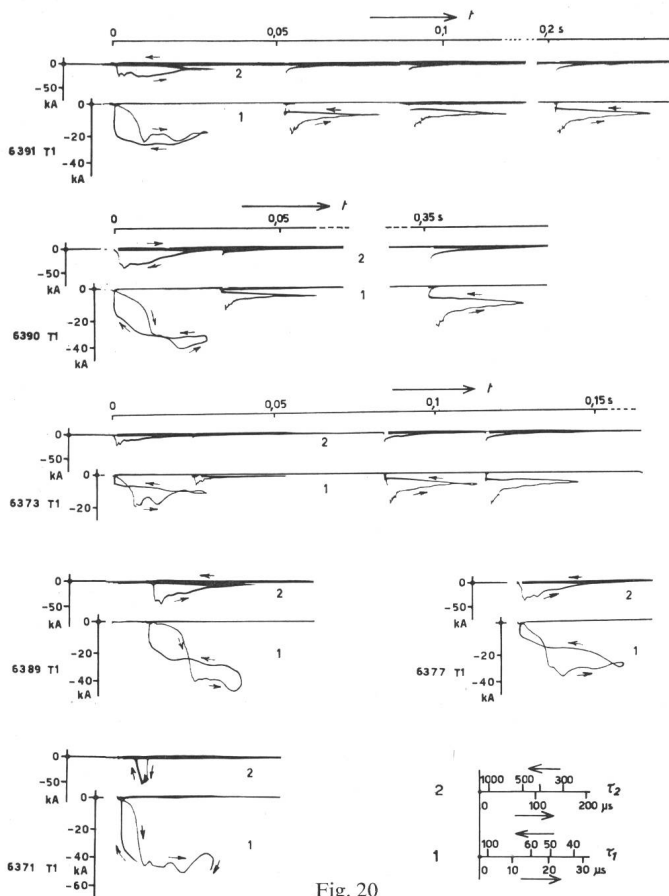 t
0 0,05 0,1 0,2 s
0
-50
kA
2
0
-20
-40
kA
1
6391 T1
t
0 0,05 0,35 s
0
-50
kA
2
0
-20
-40
kA
1
6390 T1
t
0 0,05 0,1 0,15 s
0
-50
kA
2
0
-20
1
6373 T1
0
-50
kA
2
0
-20
-40
kA
1
6389 T1
0
-50
kA
2
0
-20
-40
kA
1
6377 T1
0
-50
kA
2
0
-20
-40
-60
kA
1
6371 T1
2
1000 500 300
τ2
0 100 200 µs
1
100 60 50 40
τ1
0 10 20 30 µs
Fig. 20